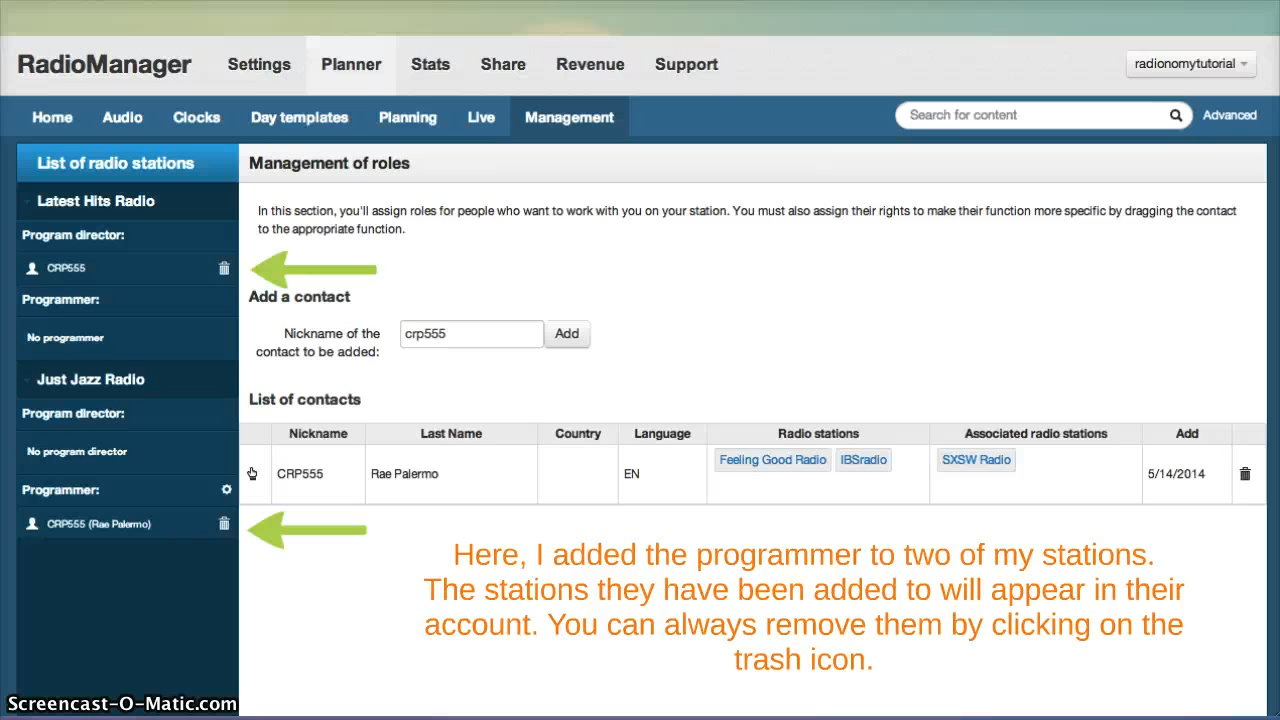 RadioManager Settings Planner Stats Share Revenue Support radionomytutorial
Home Audio Clocks Day templates Planning Live Management Search for content Advanced
List of radio stations
Latest Hits Radio
Program director:
CRP555
Programmer:
No programmer
Just Jazz Radio
Program director:
No program director
Programmer:
CRP555 (Rae Palermo)
Management of roles
In this section, you'll assign roles for people who want to work with you on your station. You must also assign their rights to make their function more specific by dragging the contact
to the appropriate function.
Add a contact
Nickname of the
contact to be added:
crp555 Add
List of contacts
Nickname Last Name Country Language Radio stations Associated radio stations Add
CRP555 Rae Palermo EN Feeling Good Radio IBSradio SXSW Radio 5/14/2014
Here, I added the programmer to two of my stations.
The stations they have been added to will appear in their
account. You can always remove them by clicking on the
trash icon.
Screencast-O-Matic.com